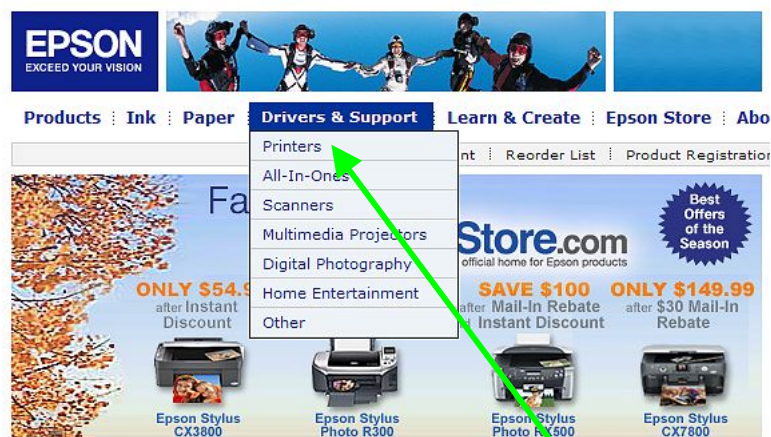 EPSON
EXCEED YOUR VISION
Products Ink Paper Drivers & Support Learn & Create Epson Store Abo
Printers
nt Reorder List Product Registration
All-In-Ones
Scanners
Multimedia Projectors
Digital Photography
Home Entertainment
Other
Fa
Store.com
official home for Epson products
Best
Offers
of the
Season
ONLY $54.9
after Instant
Discount
SAVE $100
after Mail-In Rebate
d Instant Discount
ONLY $149.99
after $30 Mail-In
Rebate
Epson Stylus
CX3800
Epson Stylus
Photo R300
Epson Stylus
Photo RX500
Epson Stylus
CX7800